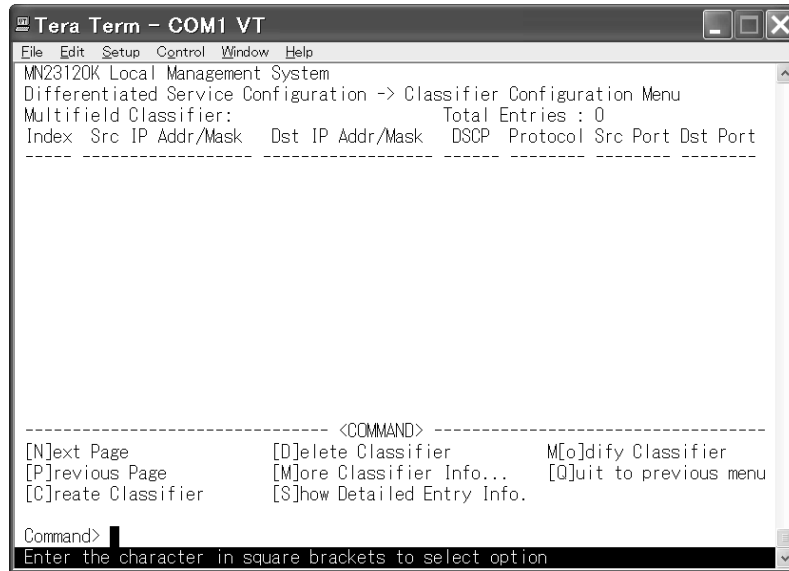 Tera Term - COM1 VT
File Edit Setup Control Window Help
MN23120K Local Management System
Differentiated Service Configuration -> Classifier Configuration Menu
Multifield Classifier: Total Entries : 0
Index Src IP Addr/Mask Dst IP Addr/Mask DSCP Protocol Src Port Dst Port
----- ------------------ ------------------ ------ -------- -------- --------
-------------------------------- <COMMAND> -----------------------------------
[N]ext Page [D]elete Classifier M[o]dify Classifier
[P]revious Page [M]ore Classifier Info... [Q]uit to previous menu
[C]reate Classifier [S]how Detailed Entry Info.
Command>
Enter the character in square brackets to select option